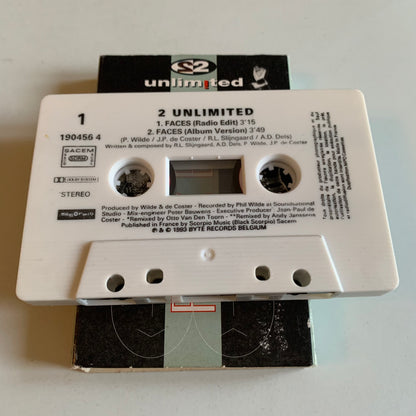 2
unlimited
1
2 UNLIMITED
190456 4
1. FACES (Radio Edit) 3'15
2. FACES (Album Version) 3'49
(P. Wilde / J.P. de Coster / R.L. Slijngaard / A.D. Dels)
Written & composed by R.L. Slijngaard, A.D. Dels, P. Wilde, J.P. de Coster
SACEM
STEREO
Produced by Wilde & de Coster - Recorded by Phil Wilde at Soundsational
Studio - Mix-engineer Peter Bauwens - Executive Producer : Jean-Paul de
Coster - *Remixed by Otto Van Den Toorn - **Remixed by Andy Janssens
Published in France by Scorpio Music (Black Scorpio) Sacem
℗ & © 1993 BYTE RECORDS BELGIUM